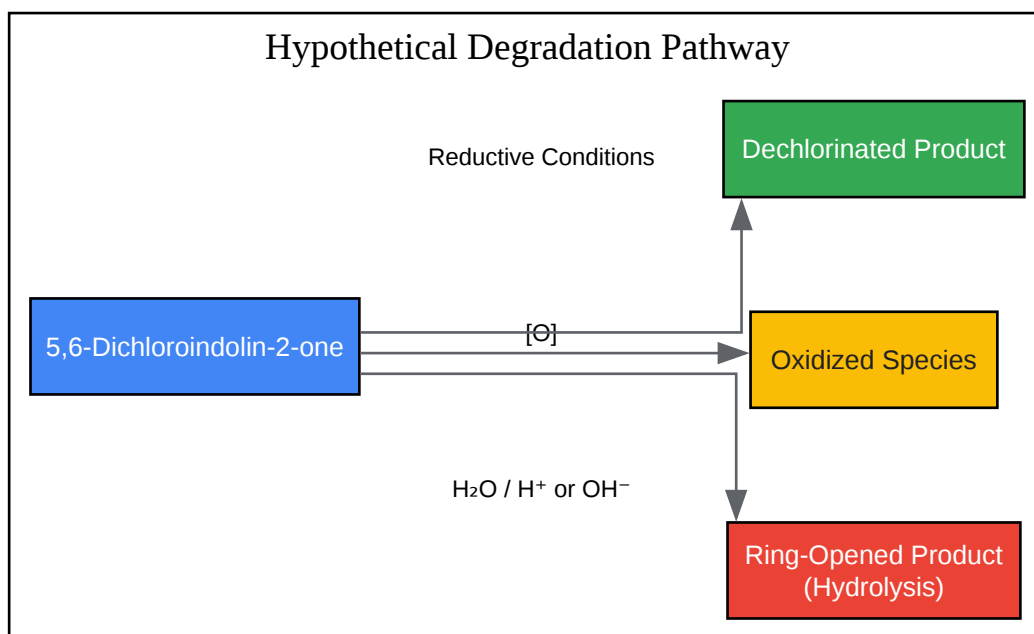 Hypothetical Degradation Pathway
Dechlorinated Product
Reductive Conditions
[O]
5,6-Dichloroindolin-2-one
Oxidized Species
H₂O / H⁺ or OH⁻
Ring-Opened Product
(Hydrolysis)